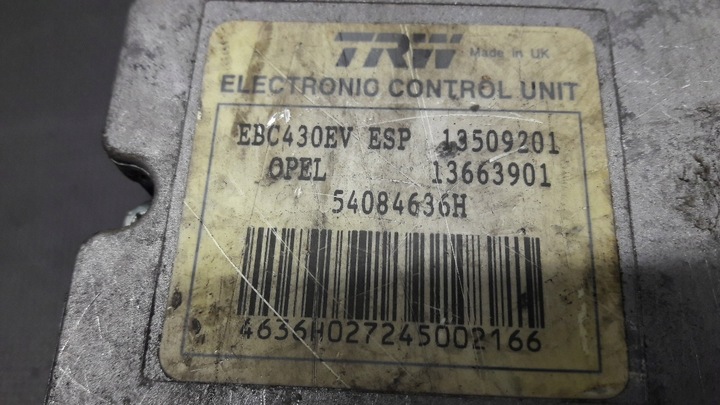 TRW Made in UK
ELECTRONIC CONTROL UNIT
EBC430EV ESP 13509201
OPEL 13663901
54084636H
4636H027245002166